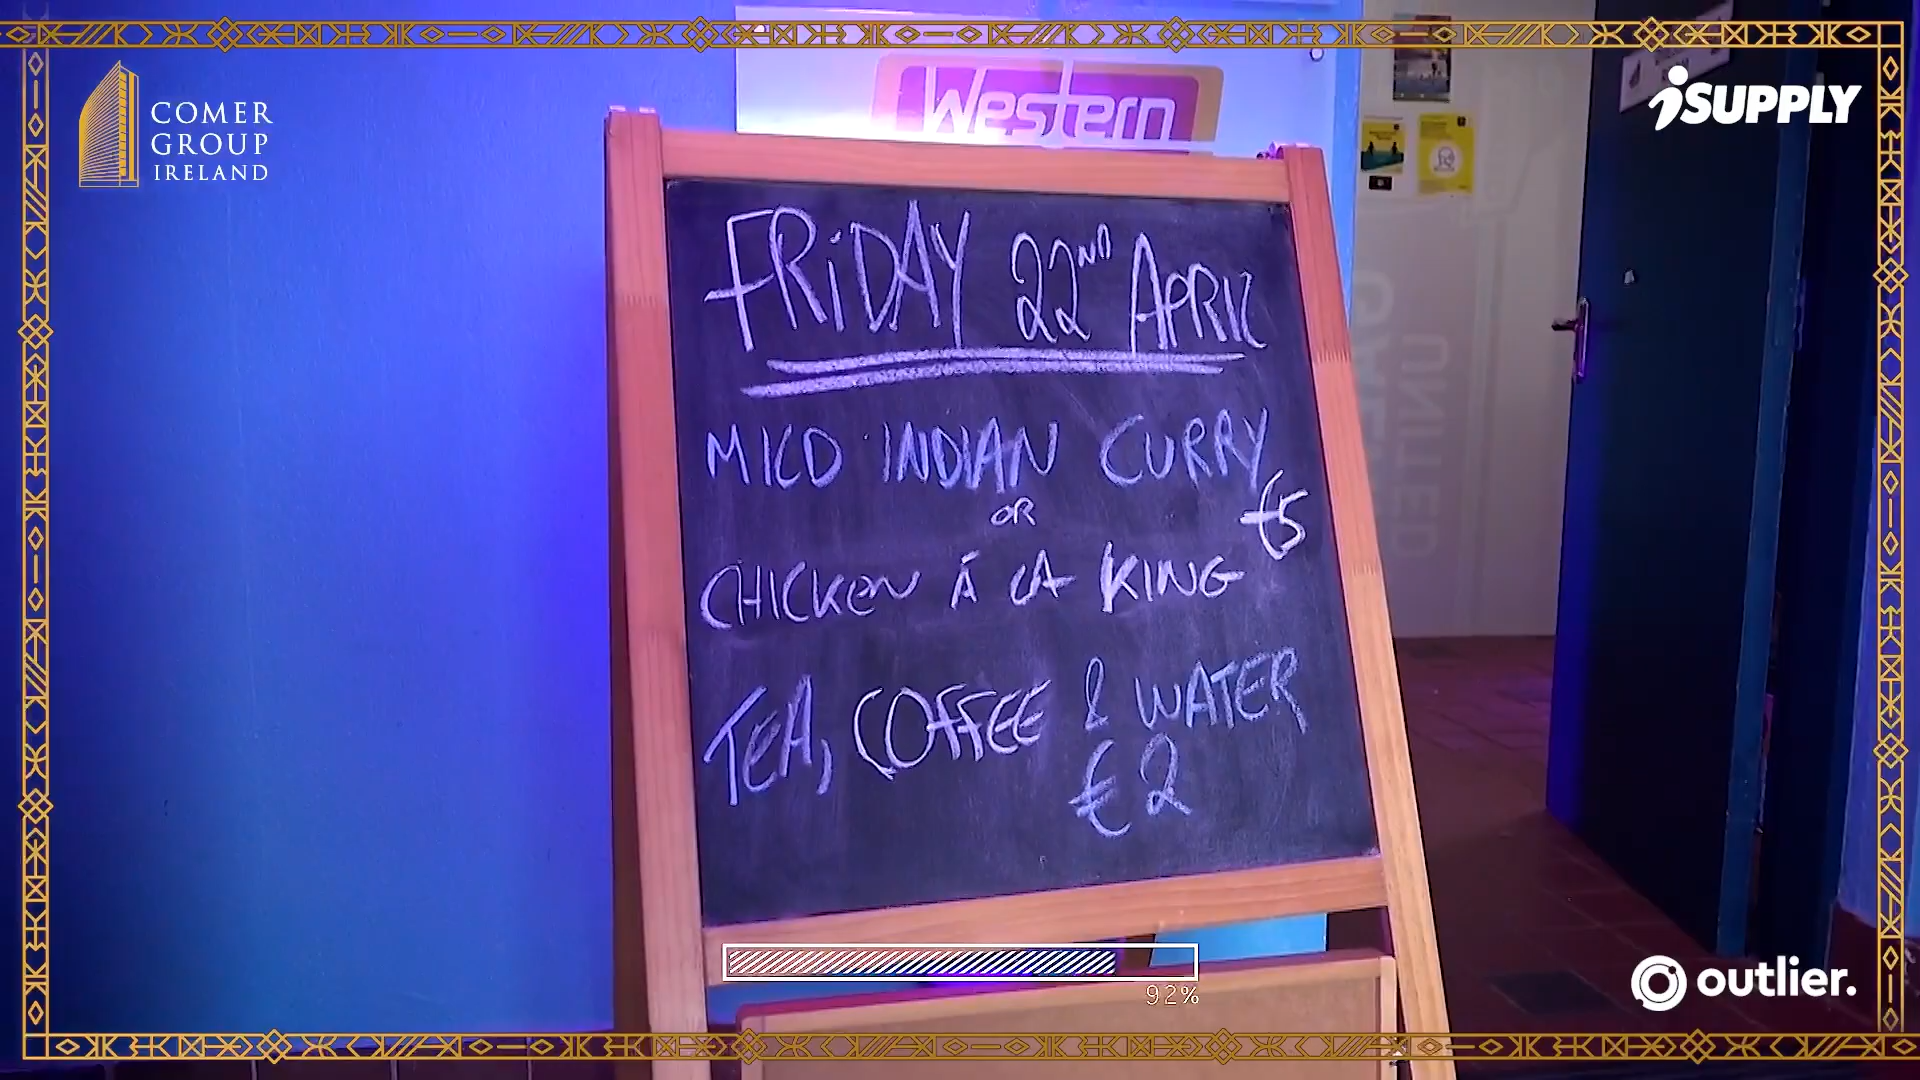 COMER
GROUP
IRELAND
Western
iSUPPLY
FRiDAY 22ND APRIL
MILD INDIAN CURRY
OR
€5
CHICKEN Á LA KING
TEA, COFFEE & WATER
€2
UNITED
92%
outlier.